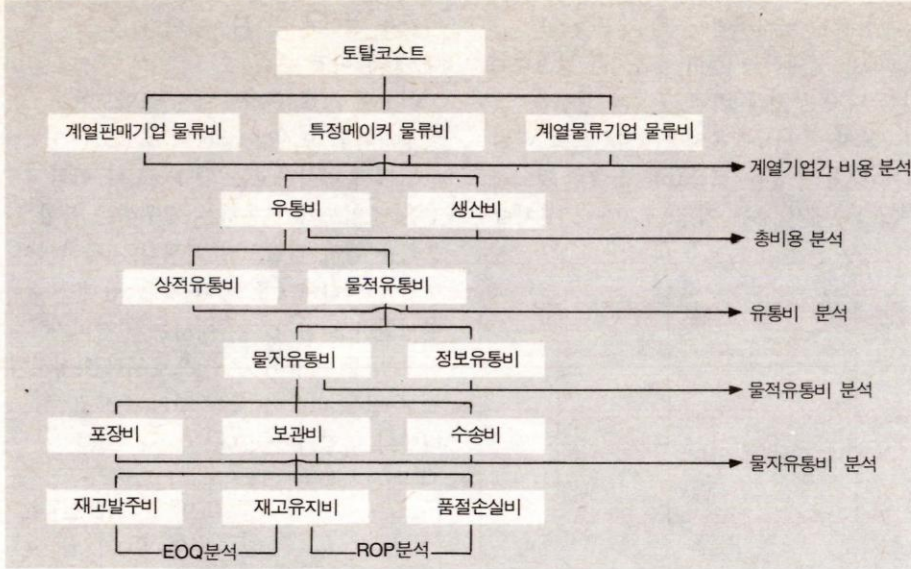 토탈코스트
계열판매기업 물류비 특정메이커 물류비 계열물류기업 물류비
계열기업간 비용 분석
유통비 생산비
총비용 분석
상적유통비 물적유통비
유통비 분석
물자유통비 정보유통비
물적유통비 분석
포장비 보관비 수송비
물자유통비 분석
재고발주비 재고유지비 품절손실비
EOQ분석 ROP분석